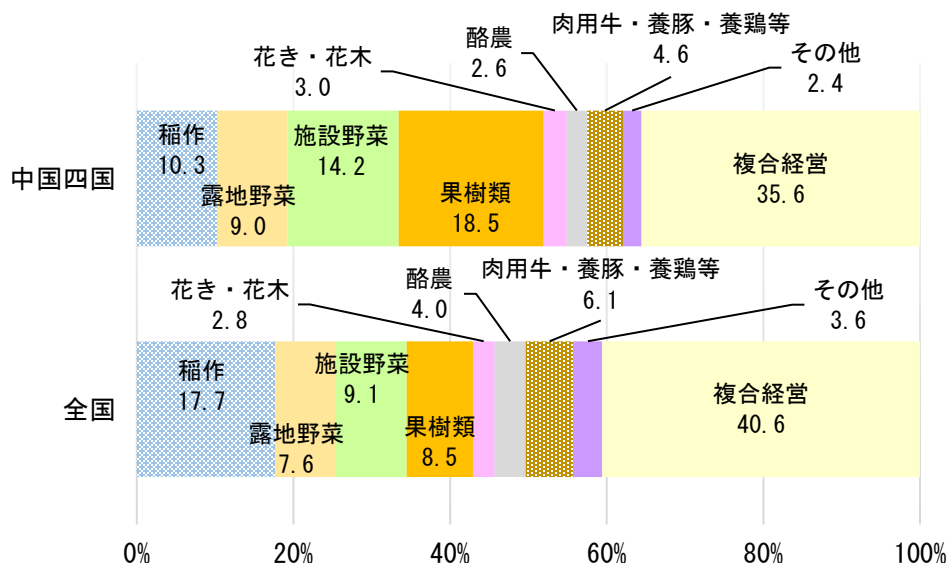 肉用牛・養豚・養鶏等
4.6
酪農
2.6
その他
2.4
花き・花木
3.0
中国四国
稲作
10.3
露地野菜
9.0
施設野菜
14.2
果樹類
18.5
複合経営
35.6
肉用牛・養豚・養鶏等
6.1
酪農
4.0
花き・花木
2.8
その他
3.6
全国
稲作
17.7
露地野菜
7.6
施設野菜
9.1
果樹類
8.5
複合経営
40.6
0%
20%
40%
60%
80%
100%